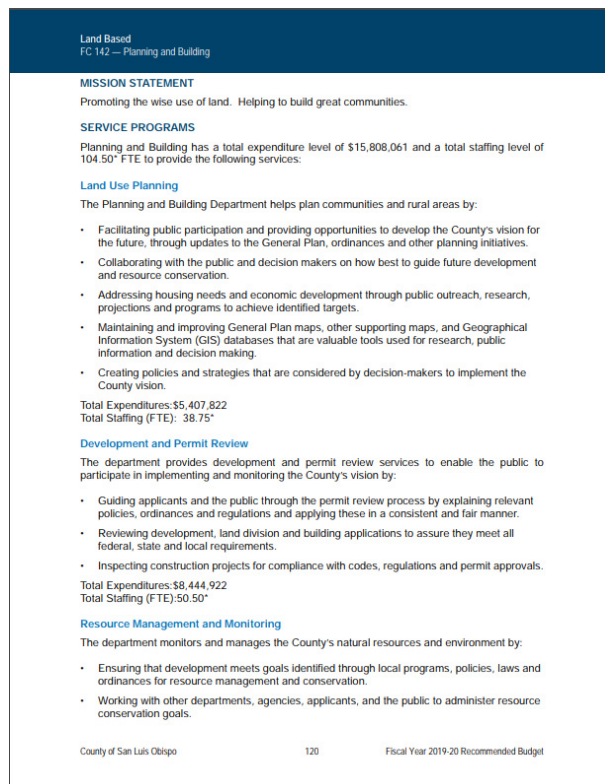 Land Based
FC 142 — Planning and Building
MISSION STATEMENT
Promoting the wise use of land. Helping to build great communities.
SERVICE PROGRAMS
Planning and Building has a total expenditure level of $15,808,061 and a total staffing level of
104.50* FTE to provide the following services:
Land Use Planning
The Planning and Building Department helps plan communities and rural areas by:
• Facilitating public participation and providing opportunities to develop the County's vision for
the future, through updates to the General Plan, ordinances and other planning initiatives.
• Collaborating with the public and decision makers on how best to guide future development
and resource conservation.
• Addressing housing needs and economic development through public outreach, research,
projections and programs to achieve identified targets.
• Maintaining and improving General Plan maps, other supporting maps, and Geographical
Information System (GIS) databases that are valuable tools used for research, public
information and decision making.
• Creating policies and strategies that are considered by decision-makers to implement the
County vision.
Total Expenditures:$5,407,822
Total Staffing (FTE): 38.75*
Development and Permit Review
The department provides development and permit review services to enable the public to
participate in implementing and monitoring the County's vision by:
• Guiding applicants and the public through the permit review process by explaining relevant
policies, ordinances and regulations and applying these in a consistent and fair manner.
• Reviewing development, land division and building applications to assure they meet all
federal, state and local requirements.
• Inspecting construction projects for compliance with codes, regulations and permit approvals.
Total Expenditures:$8,444,922
Total Staffing (FTE):50.50*
Resource Management and Monitoring
The department monitors and manages the County's natural resources and environment by:
• Ensuring that development meets goals identified through local programs, policies, laws and
ordinances for resource management and conservation.
• Working with other departments, agencies, applicants, and the public to administer resource
conservation goals.
County of San Luis Obispo 120 Fiscal Year 2019-20 Recommended Budget